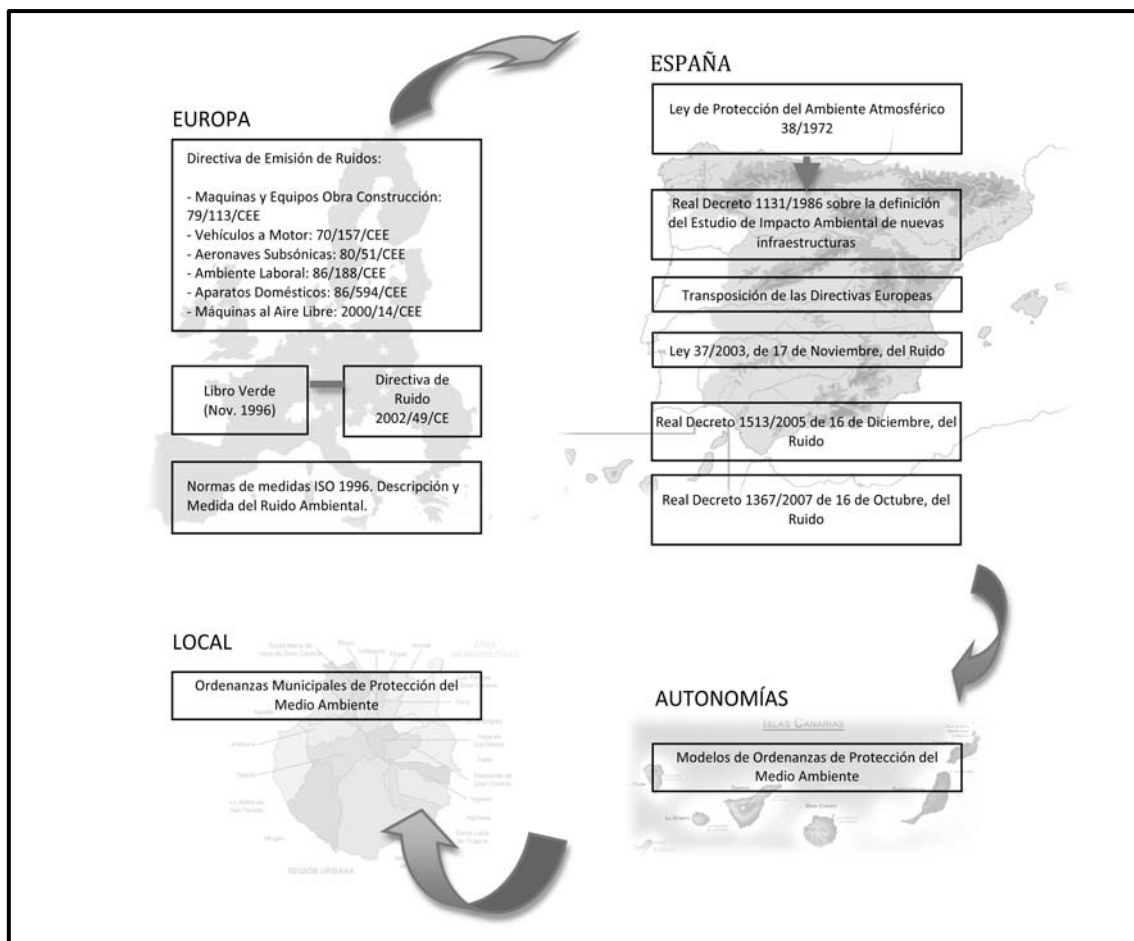 EUROPA
Directiva de Emisión de Ruidos:
- Maquinas y Equipos Obra Construcción:
79/113/CEE
- Vehículos a Motor: 70/157/CEE
- Aeronaves Subsónicas: 80/51/CEE
- Ambiente Laboral: 86/188/CEE
- Aparatos Domésticos: 86/594/CEE
- Máquinas al Aire Libre: 2000/14/CEE
Libro Verde
(Nov. 1996)
Directiva de
Ruido
2002/49/CE
Normas de medidas ISO 1996. Descripción y
Medida del Ruido Ambiental.
ESPAÑA
Ley de Protección del Ambiente Atmosférico
38/1972
Real Decreto 1131/1986 sobre la definición
del Estudio de Impacto Ambiental de nuevas
infraestructuras
Transposición de las Directivas Europeas
Ley 37/2003, de 17 de Noviembre, del Ruido
Real Decreto 1513/2005 de 16 de Diciembre, del
Ruido
Real Decreto 1367/2007 de 16 de Octubre, del
Ruido
AUTONOMÍAS
ISLAS CANARIAS
Modelos de Ordenanzas de Protección del
Medio Ambiente
LOCAL
Ordenanzas Municipales de Protección del
Medio Ambiente
REGIÓN URBANA